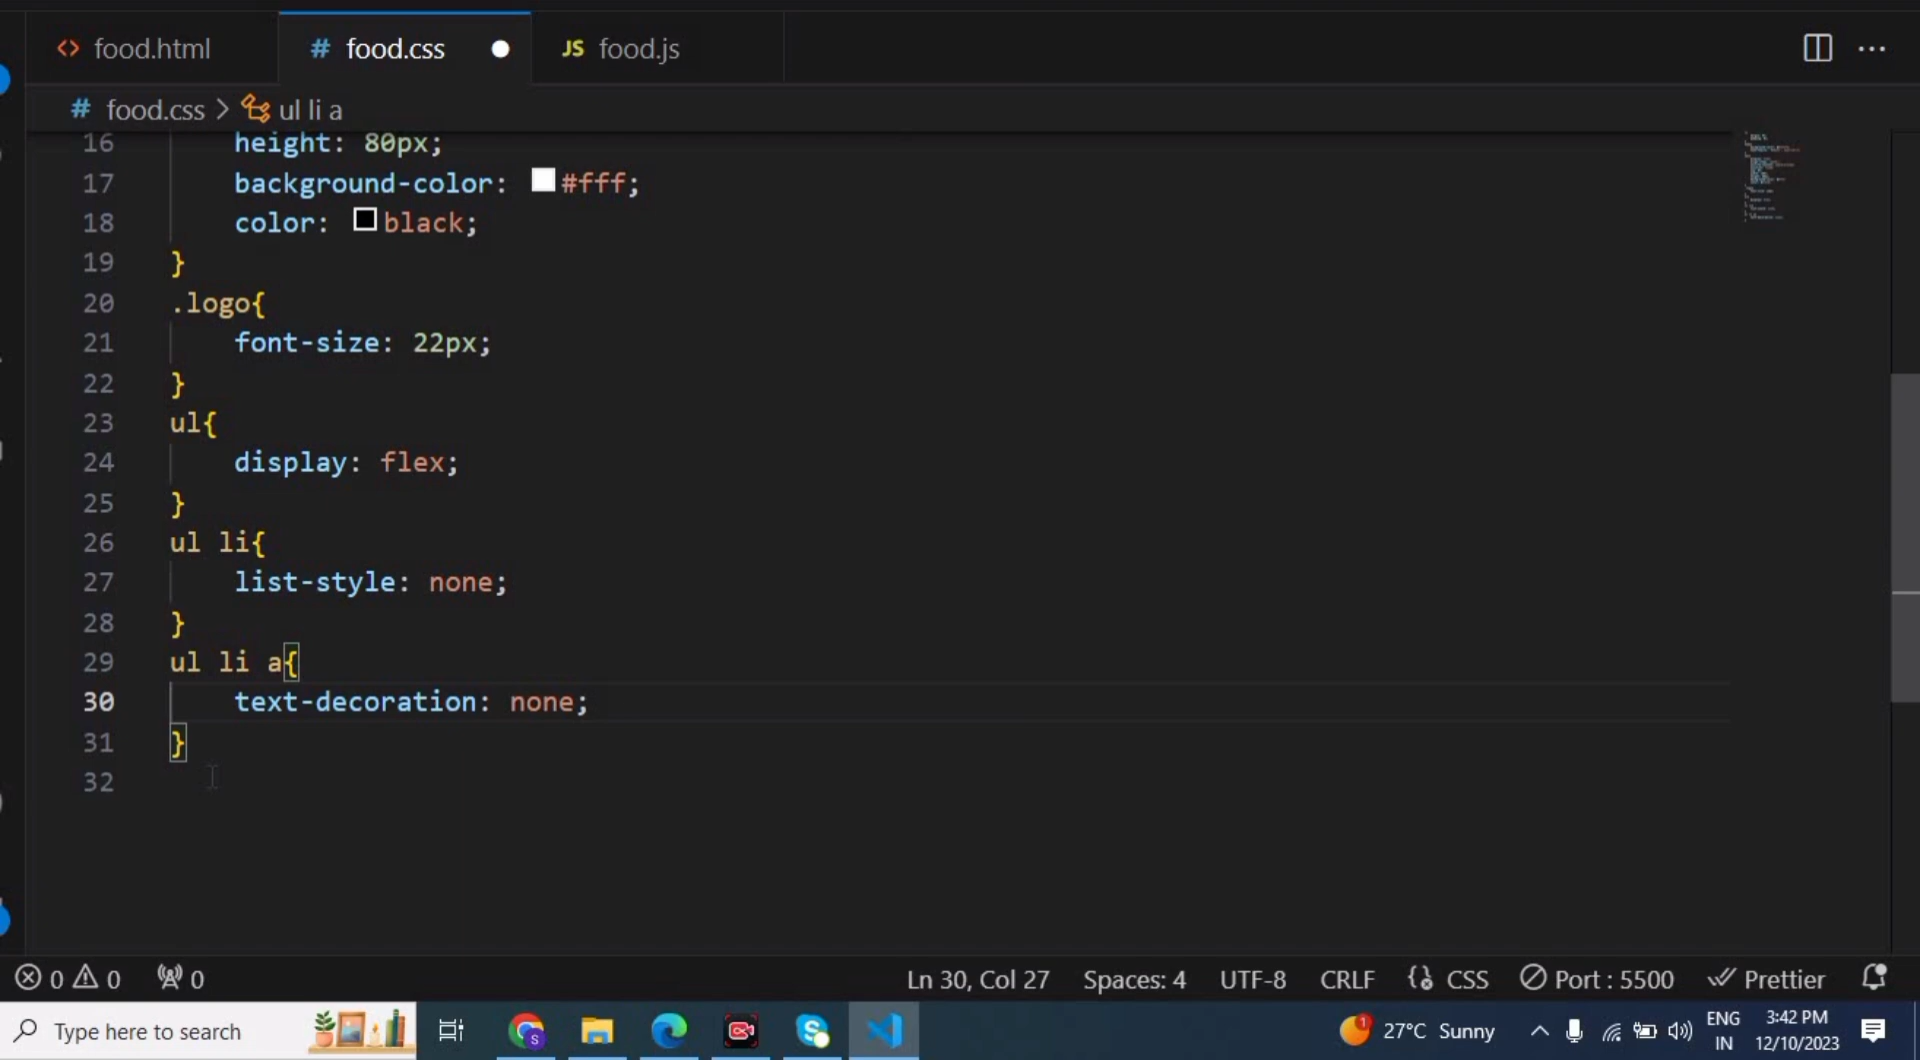 <> food.html # food.css JS food.js
# food.css > ul li a
16 height: 80px;
17 background-color: #fff;
18 color: black;
19 }
20 .logo{
21 font-size: 22px;
22 }
23 ul{
24 display: flex;
25 }
26 ul li{
27 list-style: none;
28 }
29 ul li a{
30 text-decoration: none;
31 }
32
0 0 0 Ln 30, Col 27 Spaces: 4 UTF-8 CRLF CSS Port : 5500 Prettier
Type here to search S 1 27°C Sunny ENG 3:42 PM
IN 12/10/2023